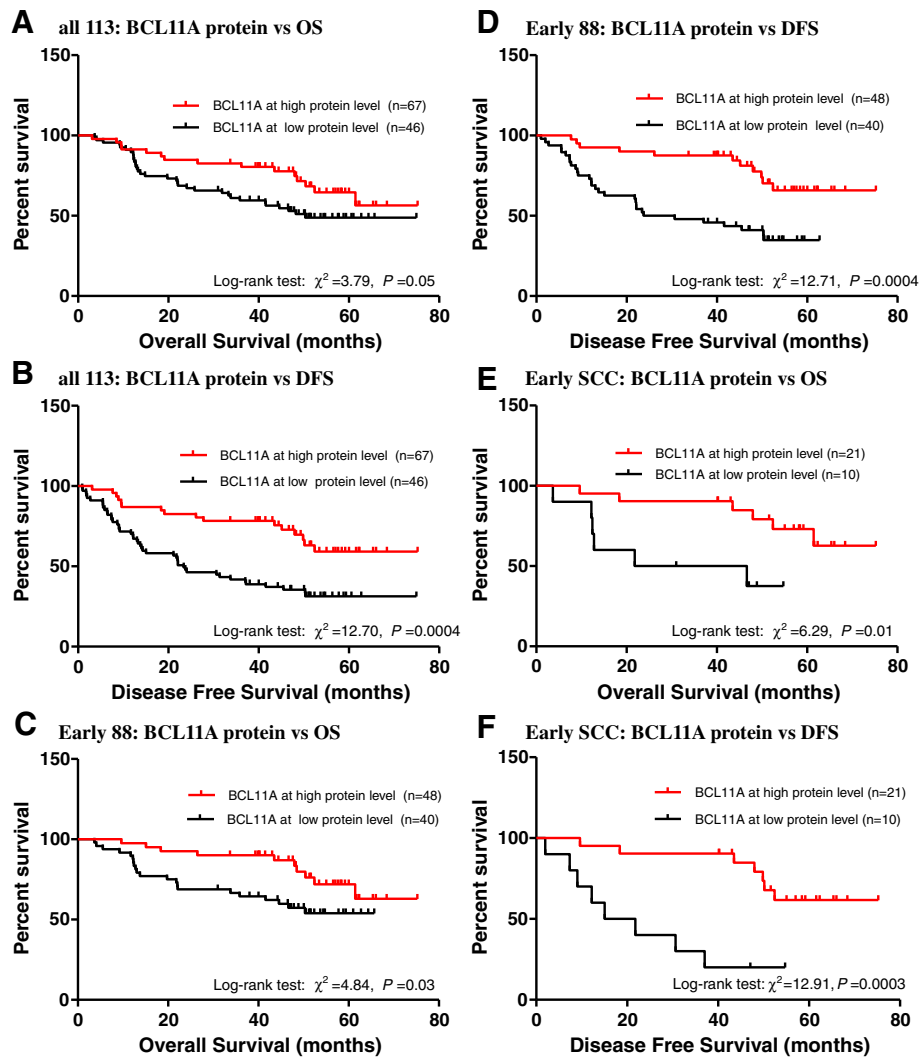 A all 113: BCL11A protein vs OS
150
100
50
0
Percent survival
BCL11A at high protein level (n=67)
BCL11A at low protein level (n=46)
Log-rank test: χ² =3.79, P =0.05
0 20 40 60 80
Overall Survival (months)
B all 113: BCL11A protein vs DFS
150
100
50
0
Percent survival
BCL11A at high protein level (n=67)
BCL11A at low protein level (n=46)
Log-rank test: χ² =12.70, P =0.0004
0 20 40 60 80
Disease Free Survival (months)
C Early 88: BCL11A protein vs OS
150
100
50
0
Percent survival
BCL11A at high protein level (n=48)
BCL11A at low protein level (n=40)
Log-rank test: χ² =4.84, P =0.03
0 20 40 60 80
Overall Survival (months)
D Early 88: BCL11A protein vs DFS
150
100
50
0
Percent survival
BCL11A at high protein level (n=48)
BCL11A at low protein level (n=40)
Log-rank test: χ² =12.71, P =0.0004
0 20 40 60 80
Disease Free Survival (months)
E Early SCC: BCL11A protein vs OS
150
100
50
0
Percent survival
BCL11A at high protein level (n=21)
BCL11A at low protein level (n=10)
Log-rank test: χ² =6.29, P =0.01
0 20 40 60 80
Overall Survival (months)
F Early SCC: BCL11A protein vs DFS
150
100
50
0
Percent survival
BCL11A at high protein level (n=21)
BCL11A at low protein level (n=10)
Log-rank test: χ² =12.91, P =0.0003
0 20 40 60 80
Disease Free Survival (months)